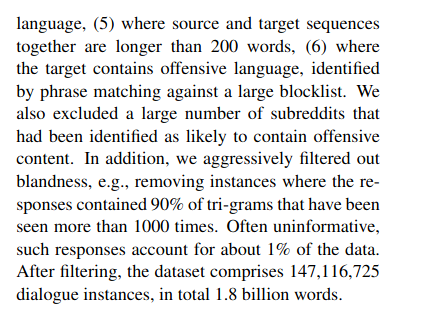 language, (5) where source and target sequences
together are longer than 200 words, (6) where
the target contains offensive language, identified
by phrase matching against a large blocklist. We
also excluded a large number of subreddits that
had been identified as likely to contain offensive
content. In addition, we aggressively filtered out
blandness, e.g., removing instances where the re-
sponses contained 90% of tri-grams that have been
seen more than 1000 times. Often uninformative,
such responses account for about 1% of the data.
After filtering, the dataset comprises 147,116,725
dialogue instances, in total 1.8 billion words.